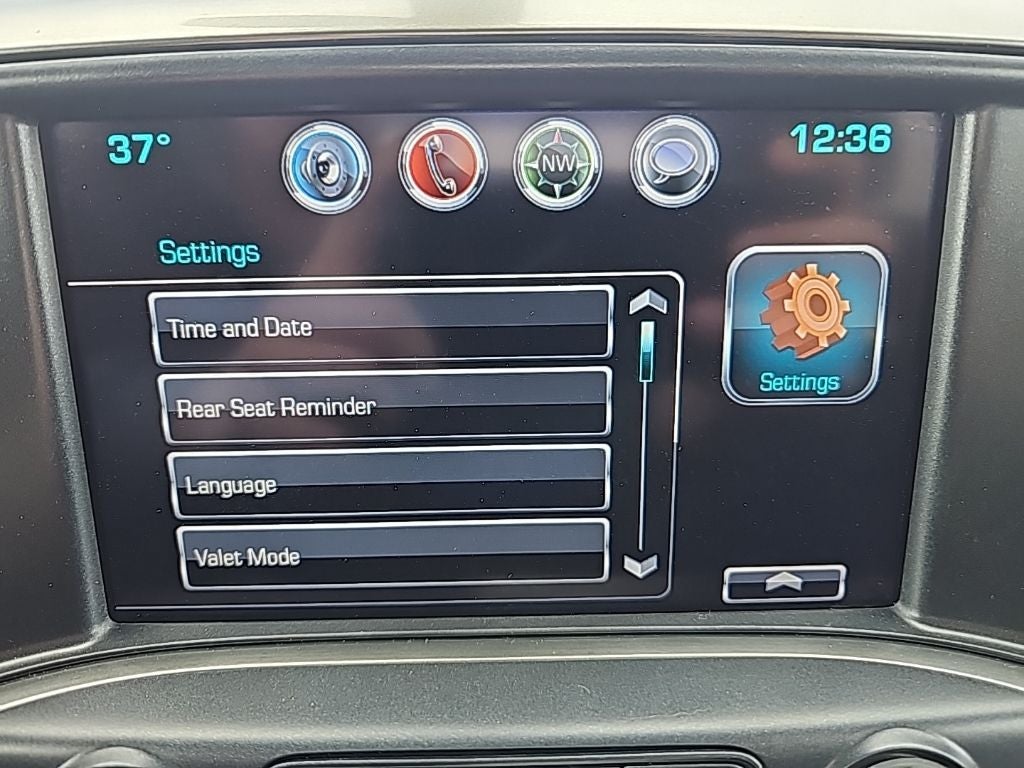 37°
NW
12:36
Settings
Time and Date
Rear Seat Reminder
Language
Valet Mode
Settings